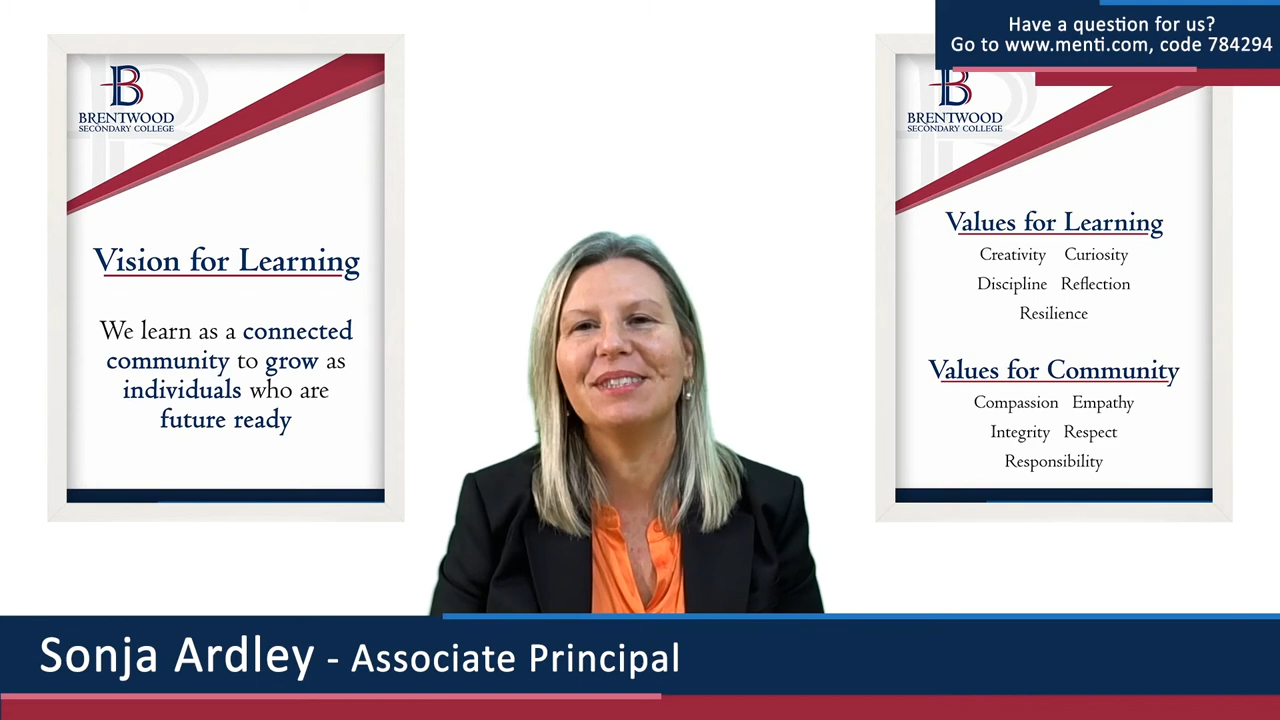 Have a question for us?
Go to www.menti.com, code 784294
B
BRENTWOOD
SECONDARY COLLEGE
Vision for Learning
We learn as a connected
community to grow as
individuals who are
future ready
B
BRENTWOOD
SECONDARY COLLEGE
Values for Learning
Creativity Curiosity
Discipline Reflection
Resilience
Values for Community
Compassion Empathy
Integrity Respect
Responsibility
Sonja Ardley - Associate Principal